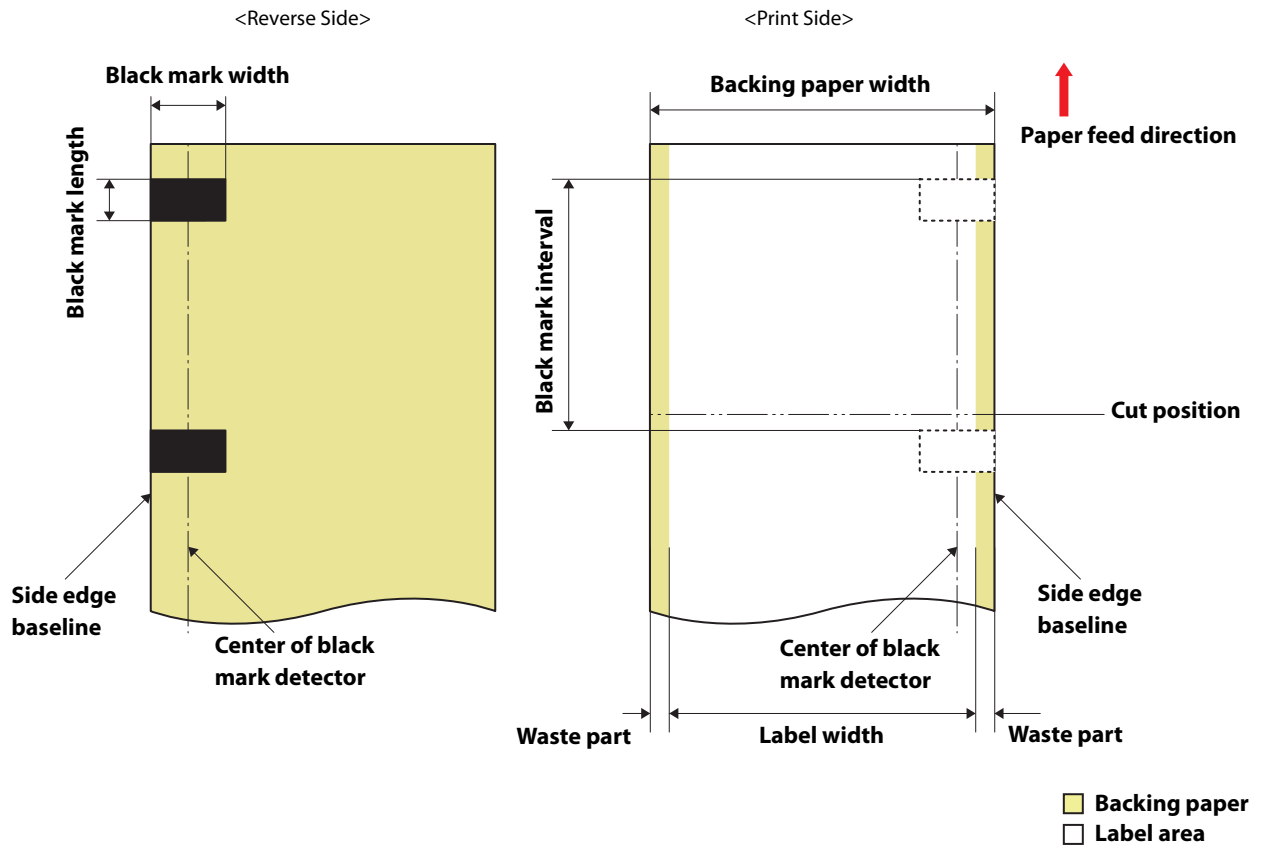 <Reverse Side>
<Print Side>
Black mark width
Backing paper width
Paper feed direction
Black mark length
Black mark interval
Cut position
Side edge
baseline
Center of black
mark detector
Center of black
mark detector
Side edge
baseline
Waste part
Label width
Waste part
Backing paper
Label area